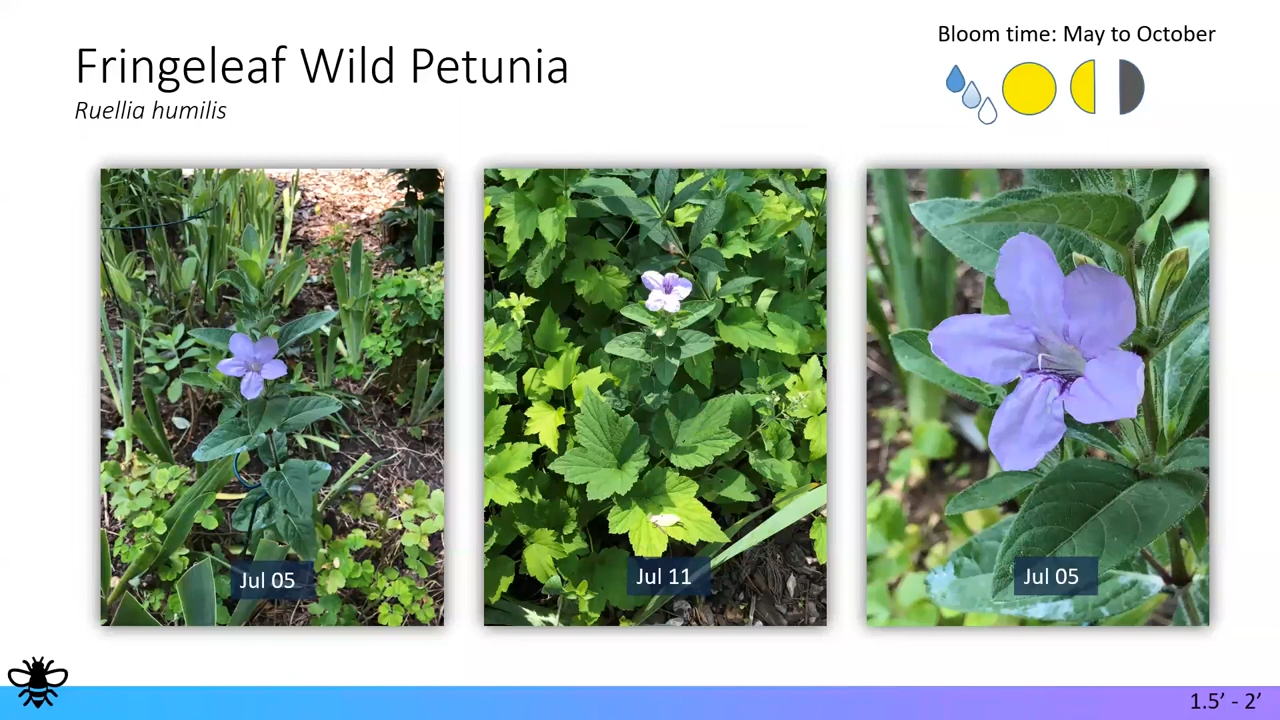 Fringeleaf Wild Petunia
Ruellia humilis
Bloom time: May to October
Jul 05
Jul 11
Jul 05
1.5’ - 2’